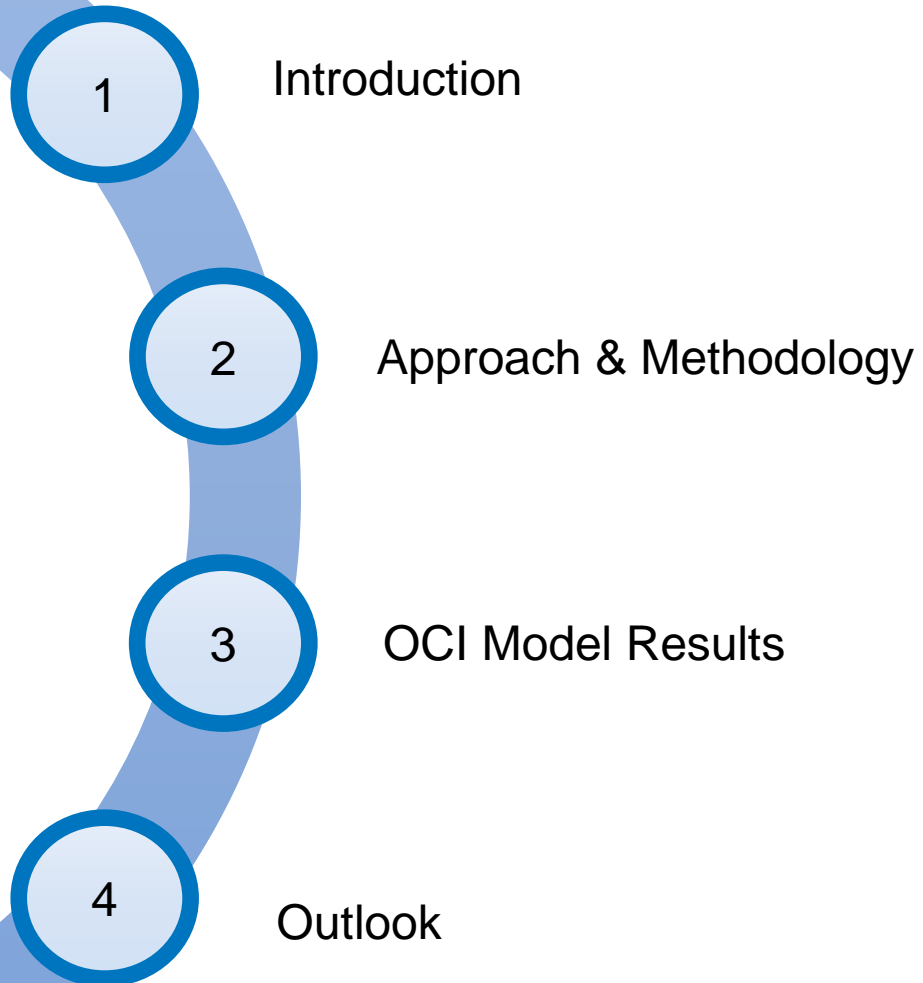 1
Introduction
2
Approach & Methodology
3
OCI Model Results
4
Outlook